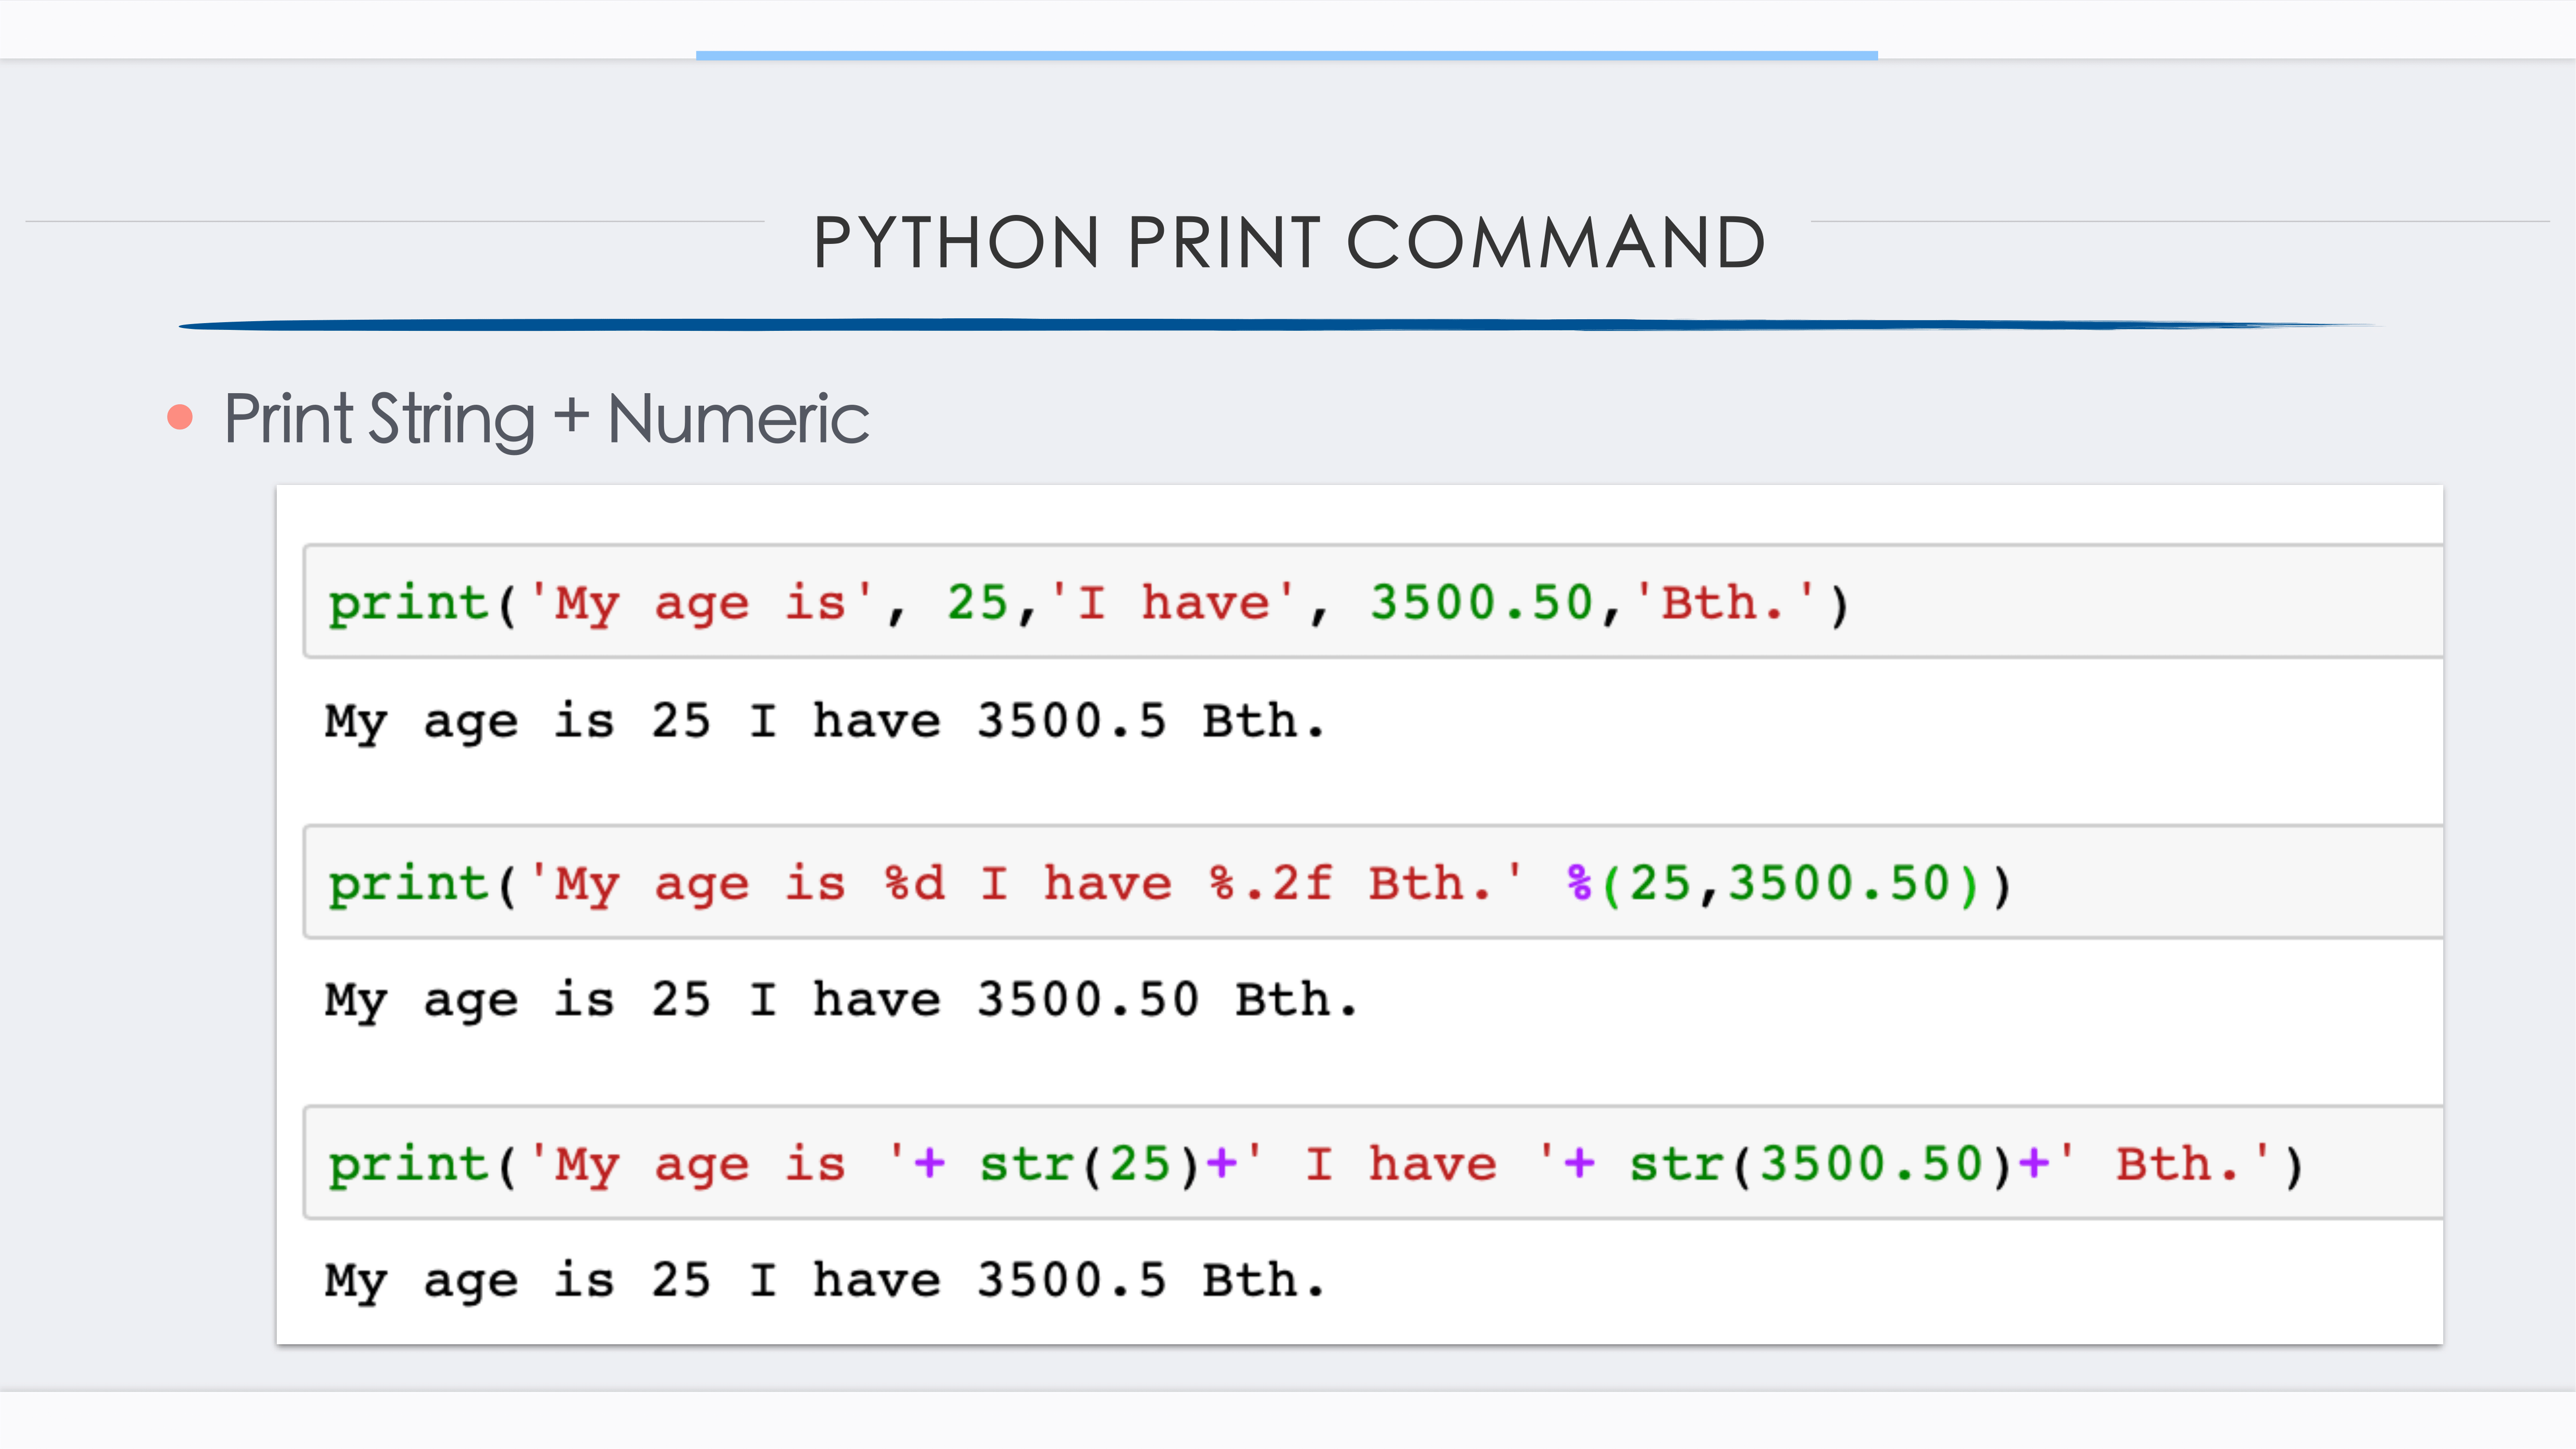 PYTHON PRINT COMMAND
Print String + Numeric
print('My age is', 25,'I have', 3500.50,'Bth.')
My age is 25 I have 3500.5 Bth.
print('My age is %d I have %.2f Bth.' %(25,3500.50))
My age is 25 I have 3500.50 Bth.
print('My age is '+ str(25)+' I have '+ str(3500.50)+' Bth.')
My age is 25 I have 3500.5 Bth.